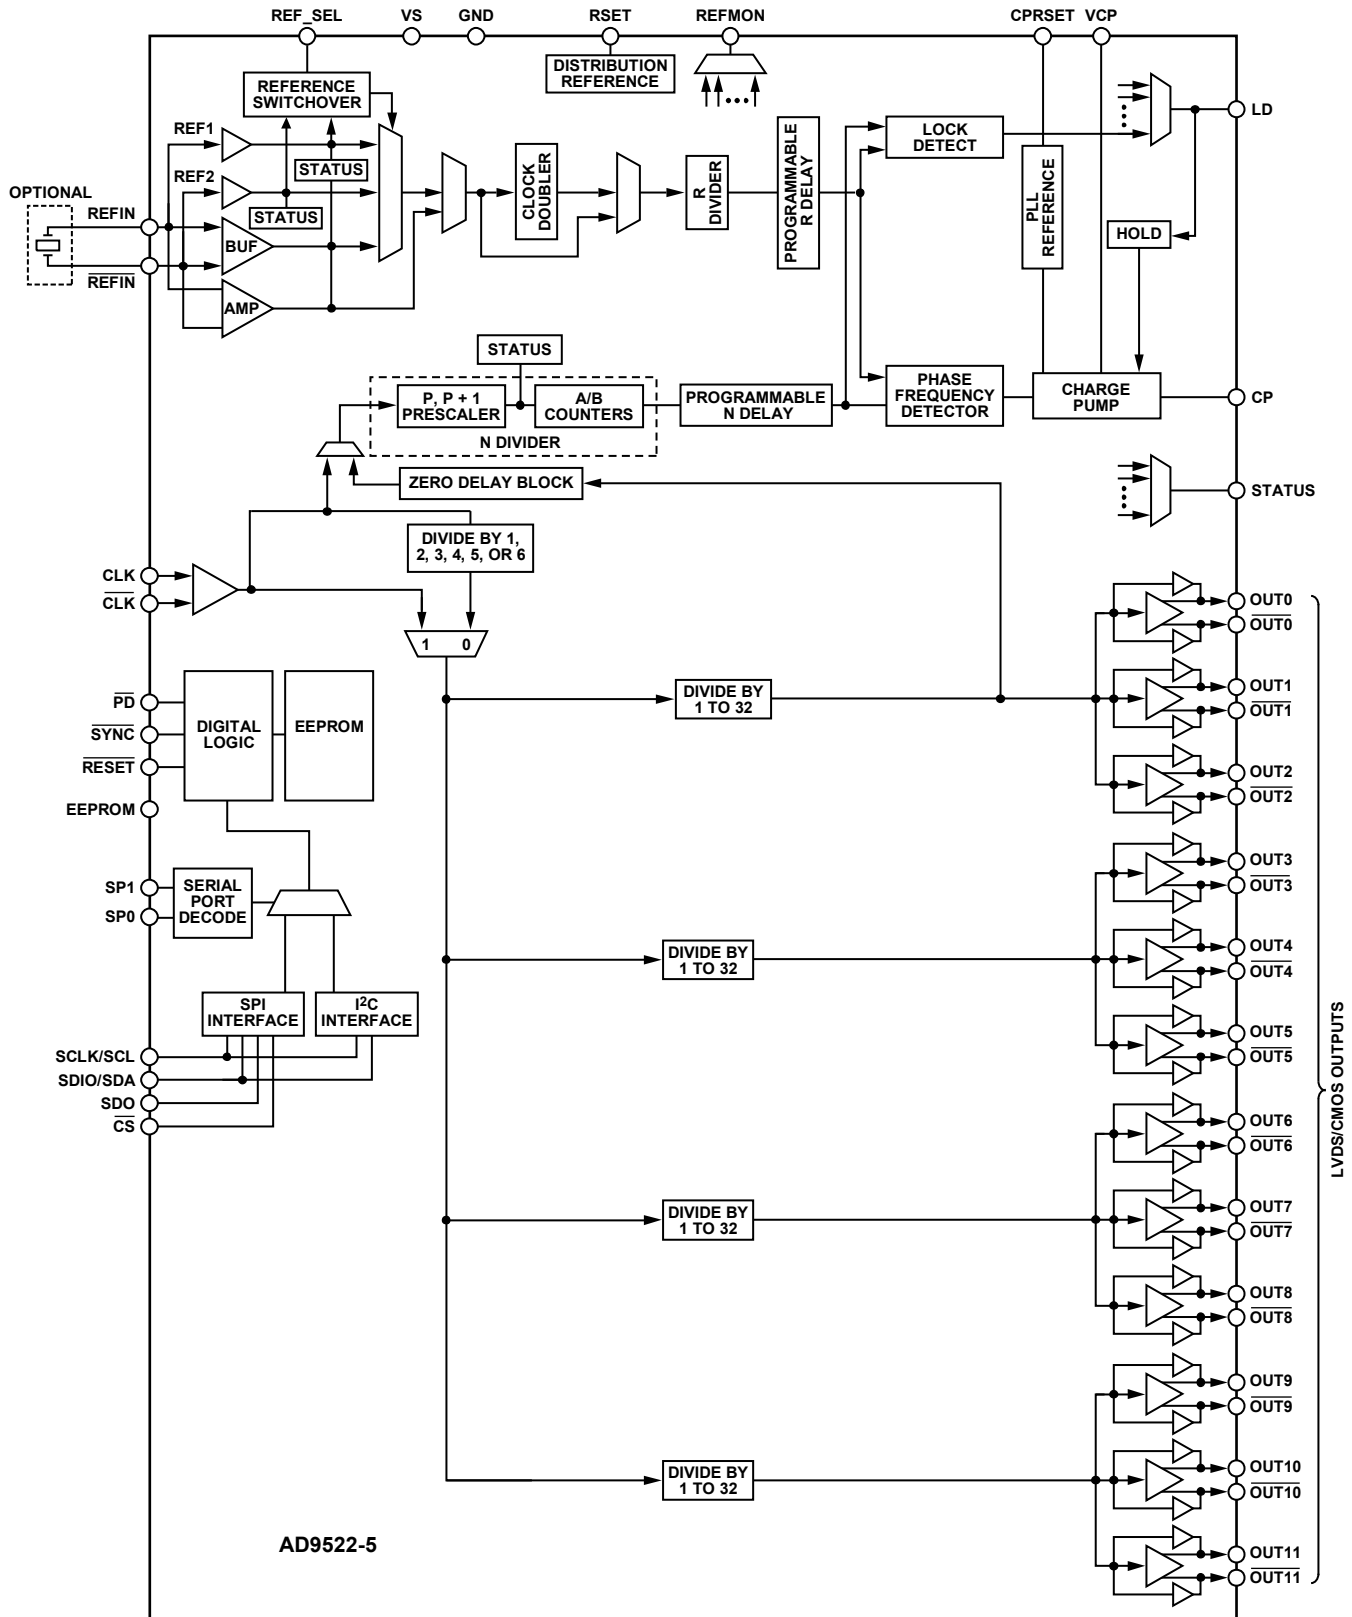 REF_SEL VS GND RSET REFMON CPRSET VCP
DISTRIBUTION
REFERENCE
REFERENCE
SWITCHOVER
REF1
REF2
STATUS
STATUS
OPTIONAL
REFIN
REFIN
BUF
AMP
CLOCK
DOUBLER
R
DIVIDER
PROGRAMMABLE
R DELAY
LOCK
DETECT
PLL
REFERENCE
LD
HOLD
STATUS
P, P + 1
PRESCALER
A/B
COUNTERS
N DIVIDER
PROGRAMMABLE
N DELAY
PHASE
FREQUENCY
DETECTOR
CHARGE
PUMP
CP
ZERO DELAY BLOCK
STATUS
DIVIDE BY 1,
2, 3, 4, 5, OR 6
CLK
CLK
1 0
PD
SYNC
RESET
EEPROM
DIGITAL
LOGIC
EEPROM
SP1
SP0
SERIAL
PORT
DECODE
SPI
INTERFACE
I²C
INTERFACE
SCLK/SCL
SDIO/SDA
SDO
CS
DIVIDE BY
1 TO 32
DIVIDE BY
1 TO 32
DIVIDE BY
1 TO 32
DIVIDE BY
1 TO 32
OUT0
OUT0
OUT1
OUT1
OUT2
OUT2
OUT3
OUT3
OUT4
OUT4
OUT5
OUT5
OUT6
OUT6
OUT7
OUT7
OUT8
OUT8
OUT9
OUT9
OUT10
OUT10
OUT11
OUT11
LVDS/CMOS OUTPUTS
AD9522-5